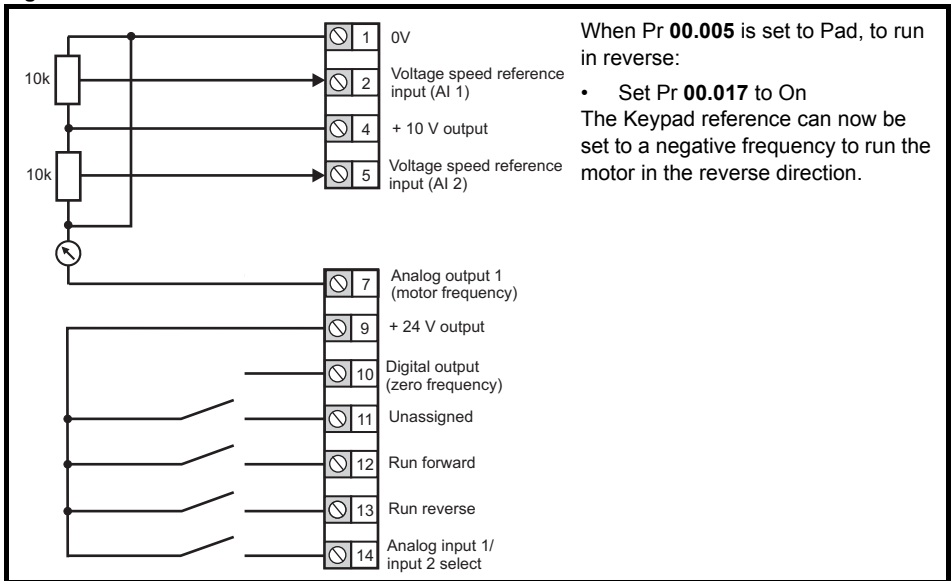 1 0V
10k
2 Voltage speed reference
input (AI 1)
4 + 10 V output
10k
5 Voltage speed reference
input (AI 2)
7 Analog output 1
(motor frequency)
9 + 24 V output
10 Digital output
(zero frequency)
11 Unassigned
12 Run forward
13 Run reverse
14 Analog input 1/
input 2 select
When Pr 00.005 is set to Pad, to run
in reverse:
• Set Pr 00.017 to On
The Keypad reference can now be
set to a negative frequency to run the
motor in the reverse direction.